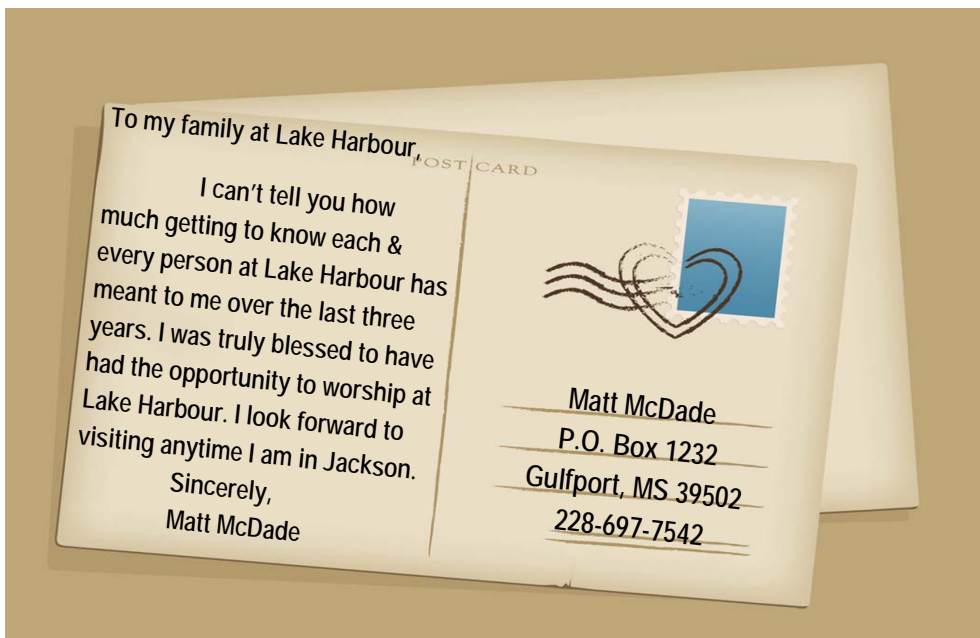 To my family at Lake Harbour,
POST CARD
I can't tell you how
much getting to know each &
every person at Lake Harbour has
meant to me over the last three
years. I was truly blessed to have
had the opportunity to worship at
Lake Harbour. I look forward to
visiting anytime I am in Jackson.
Sincerely,
Matt McDade
Matt McDade
P.O. Box 1232
Gulfport, MS 39502
228-697-7542